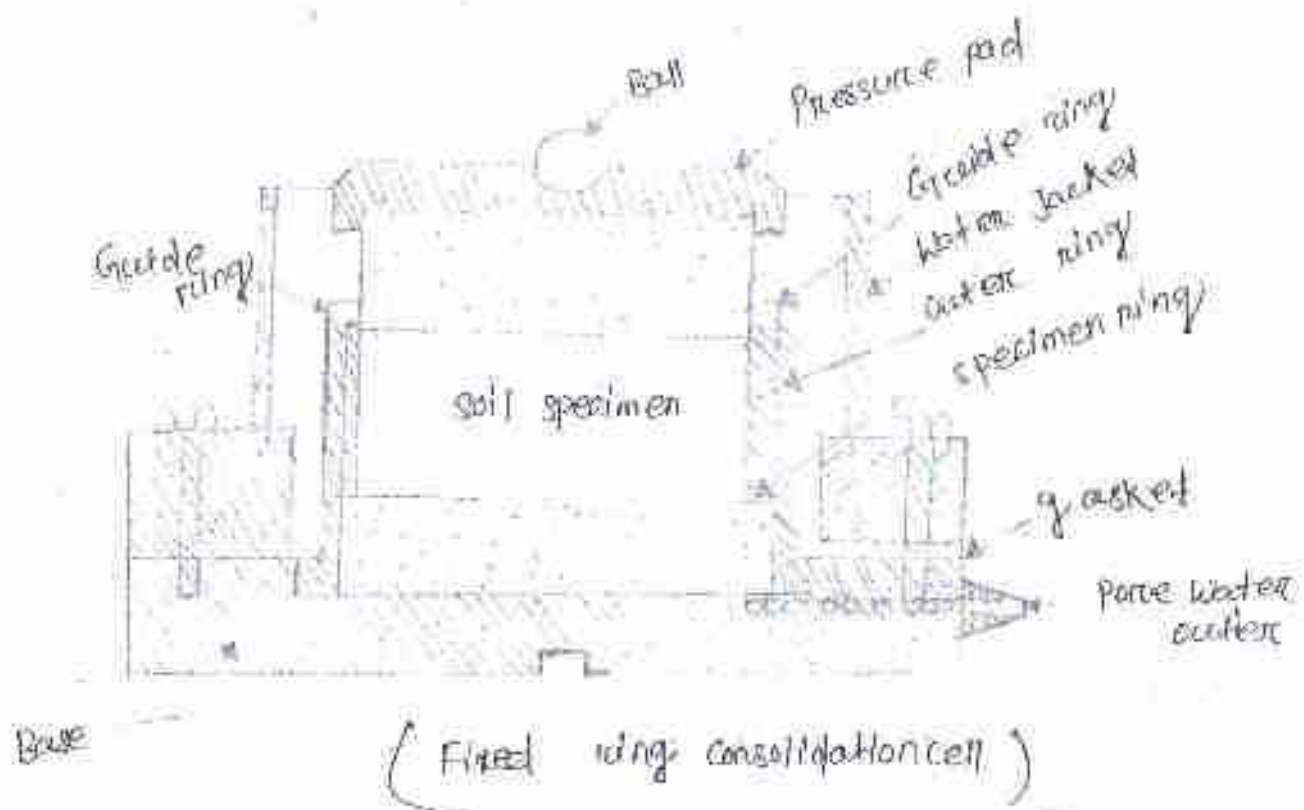 Ball
Pressure pad
Guide ring
Water Jacket
outer ring
specimen ring
Guide
ring
soil specimen
gasket
Pore Water
outer
Base
(Fixed ring consolidation cell)